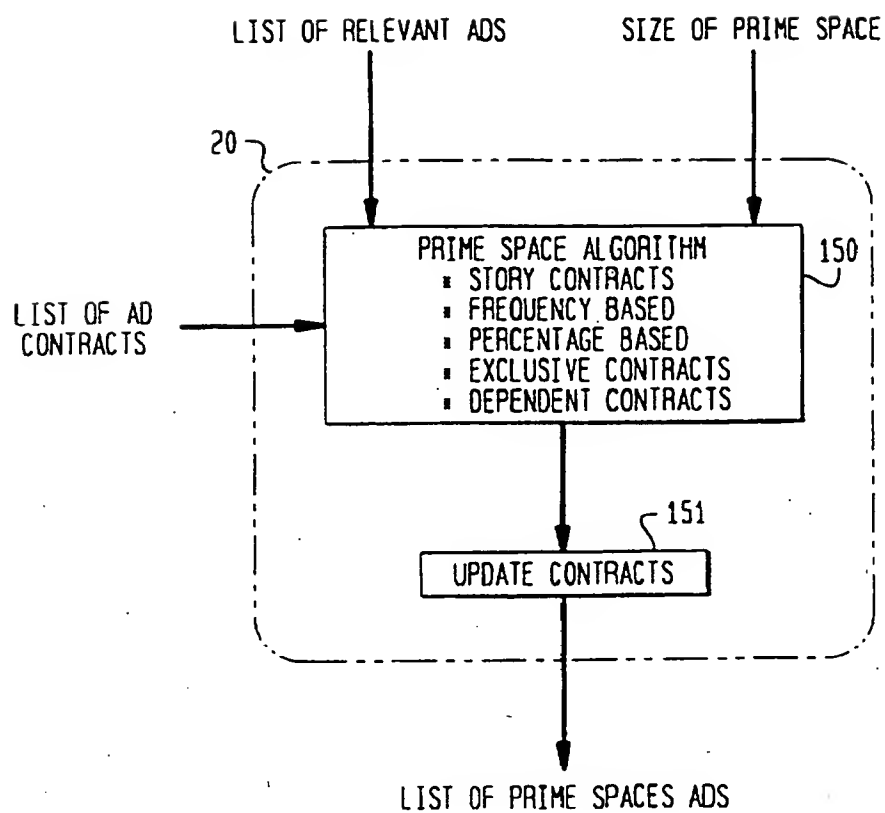 LIST OF RELEVANT ADS
SIZE OF PRIME SPACE
20
PRIME SPACE ALGORITHM
150
▪ STORY CONTRACTS
▪ FREQUENCY BASED
▪ PERCENTAGE BASED
▪ EXCLUSIVE CONTRACTS
▪ DEPENDENT CONTRACTS
LIST OF AD
CONTRACTS
151
UPDATE CONTRACTS
LIST OF PRIME SPACES ADS